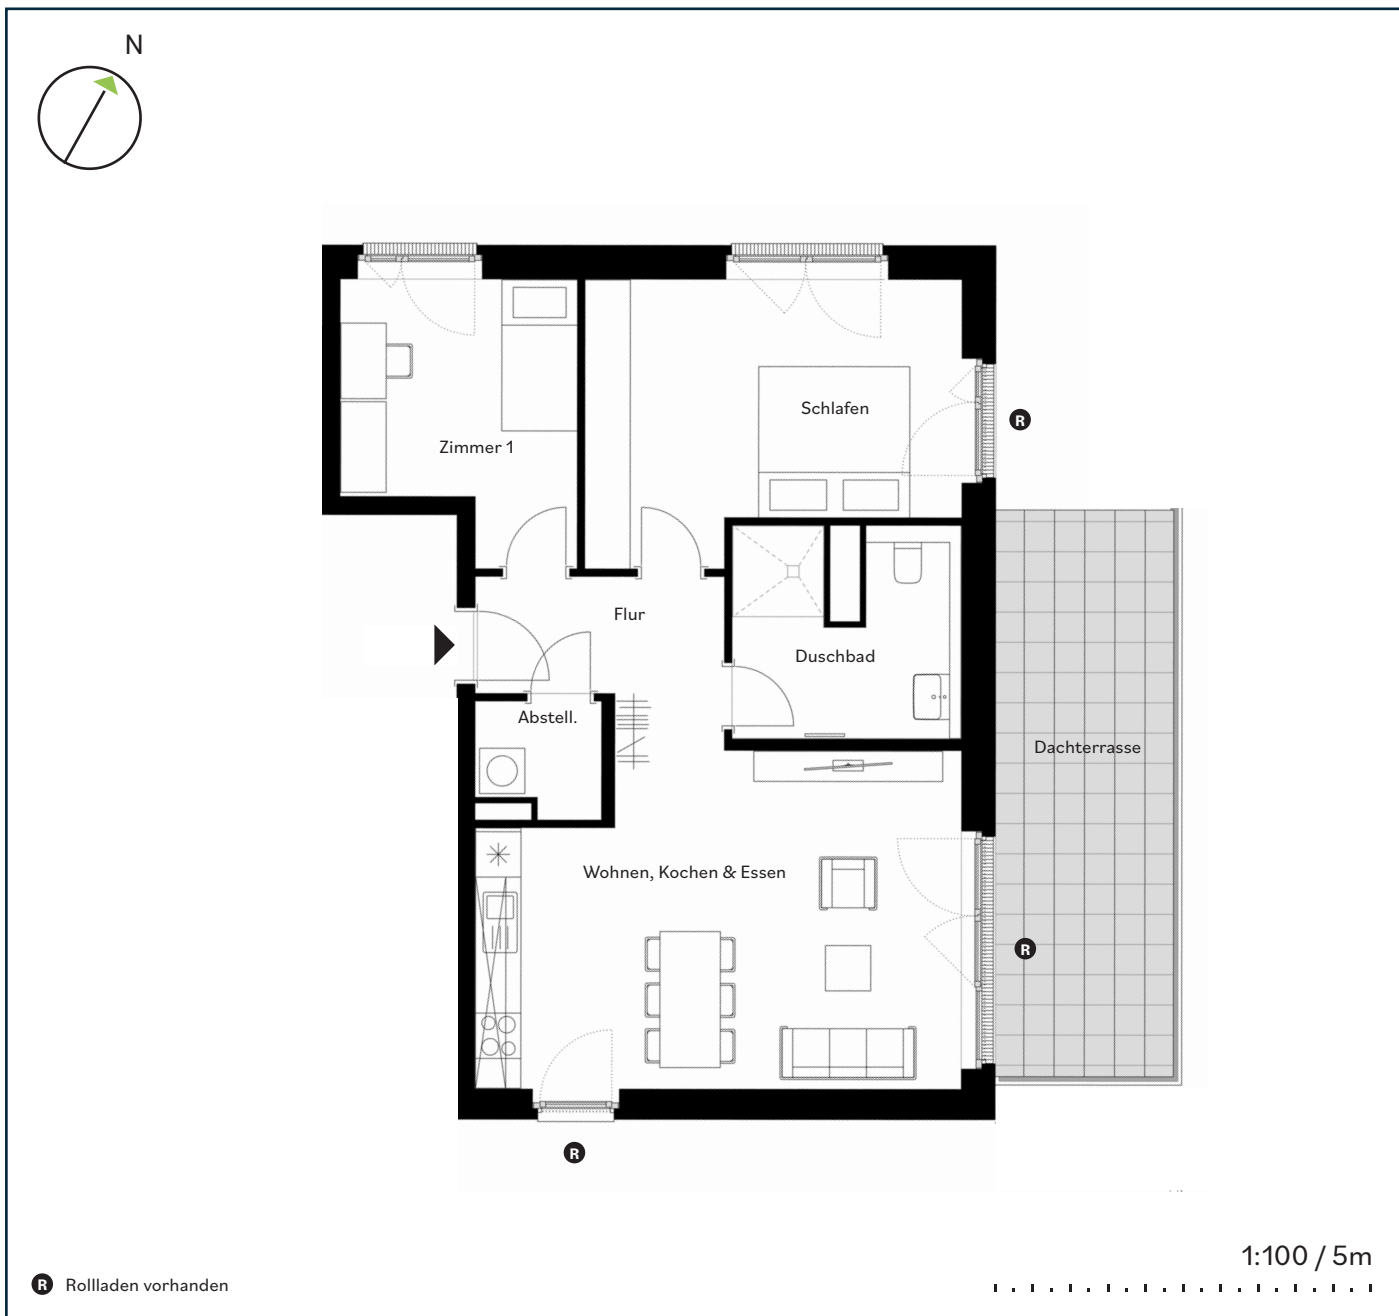 N
Schlafen
R
Zimmer 1
Flur
Duschbad
Abstell.
Dachterrasse
Wohnen, Kochen & Essen
R
R
1:100 / 5m
R Rollladen vorhanden